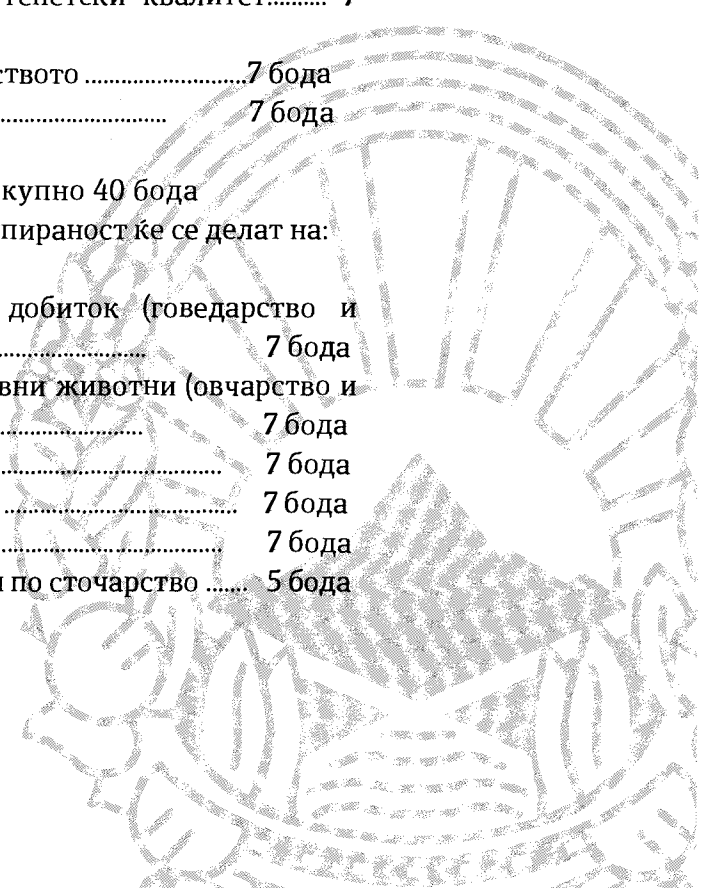 квалитет.......... 7
ството ............................7 бода
............................. 7 бода
купно 40 бода
пираност ќе се делат на:
добиток (говедарство и
.......................... 7 бода
вни животни (овчарство и
......................... 7 бода
....................................... 7 бода
......................................... 7 бода
....................................... 7 бода
по сточарство ....... 5 бода